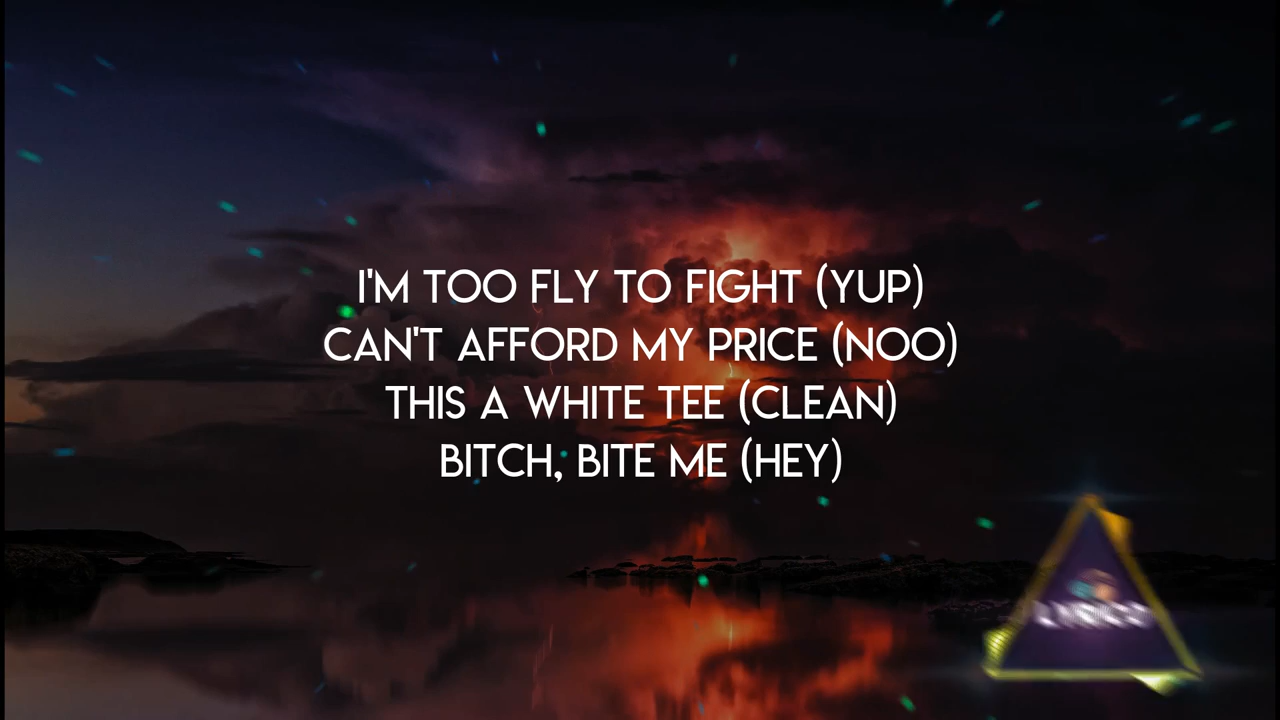 I'M TOO FLY TO FIGHT (YUP)
CAN'T AFFORD MY PRICE (NOO)
THIS A WHITE TEE (CLEAN)
BITCH, BITE ME (HEY)